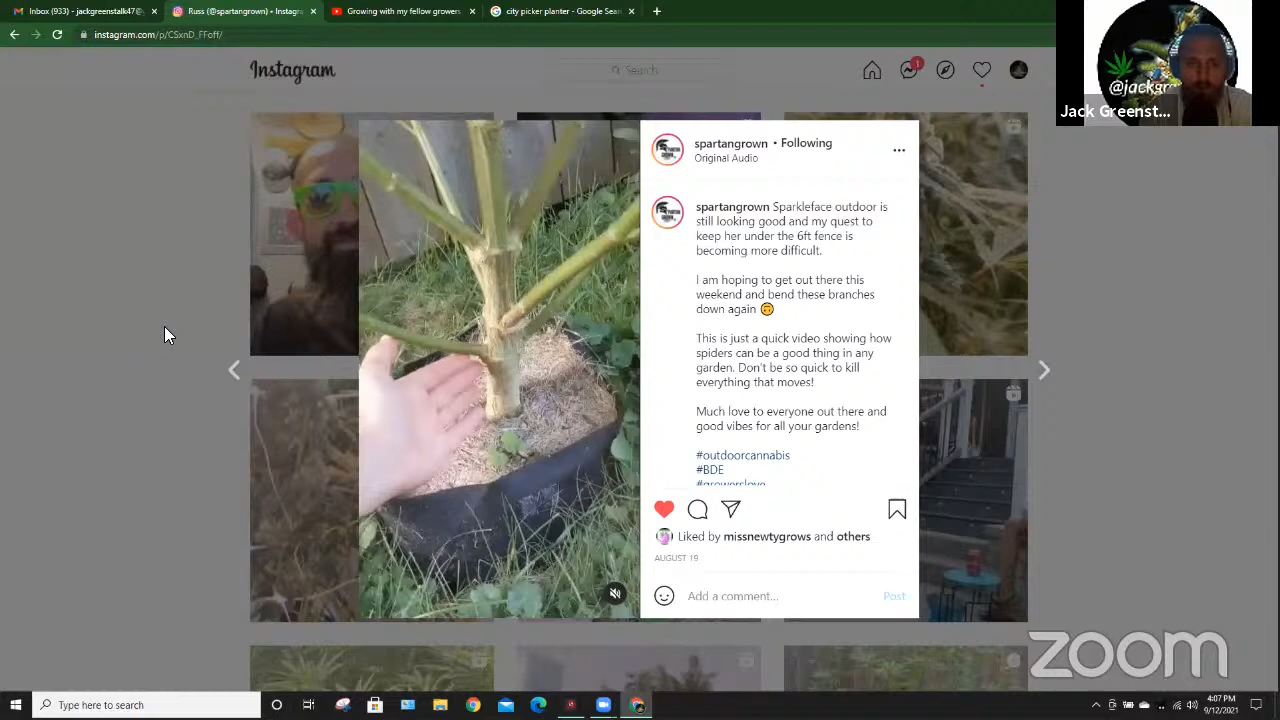 Inbox (933) - jackgreenstalk47@
Russ (@spartangrown) • Instagra
Growing with my fellow growers
city picker planter - Google Sear
instagram.com/p/CSxnD_FFoff/
Instagram
Search
1
@jackgr
Jack Greenst...
spartangrown • Following
Original Audio
spartangrown Sparkleface outdoor is
still looking good and my quest to
keep her under the 6ft fence is
becoming more difficult.
I am hoping to get out there this
weekend and bend these branches
down again 🙃
This is just a quick video showing how
spiders can be a good thing in any
garden. Don't be so quick to kill
everything that moves!
Much love to everyone out there and
good vibes for all your gardens!
#outdoorcannabis
#BDE
#growerslove
Liked by missnewtygrows and others
AUGUST 19
Add a comment...
Post
zoom
Type here to search
4:07 PM
9/12/2021